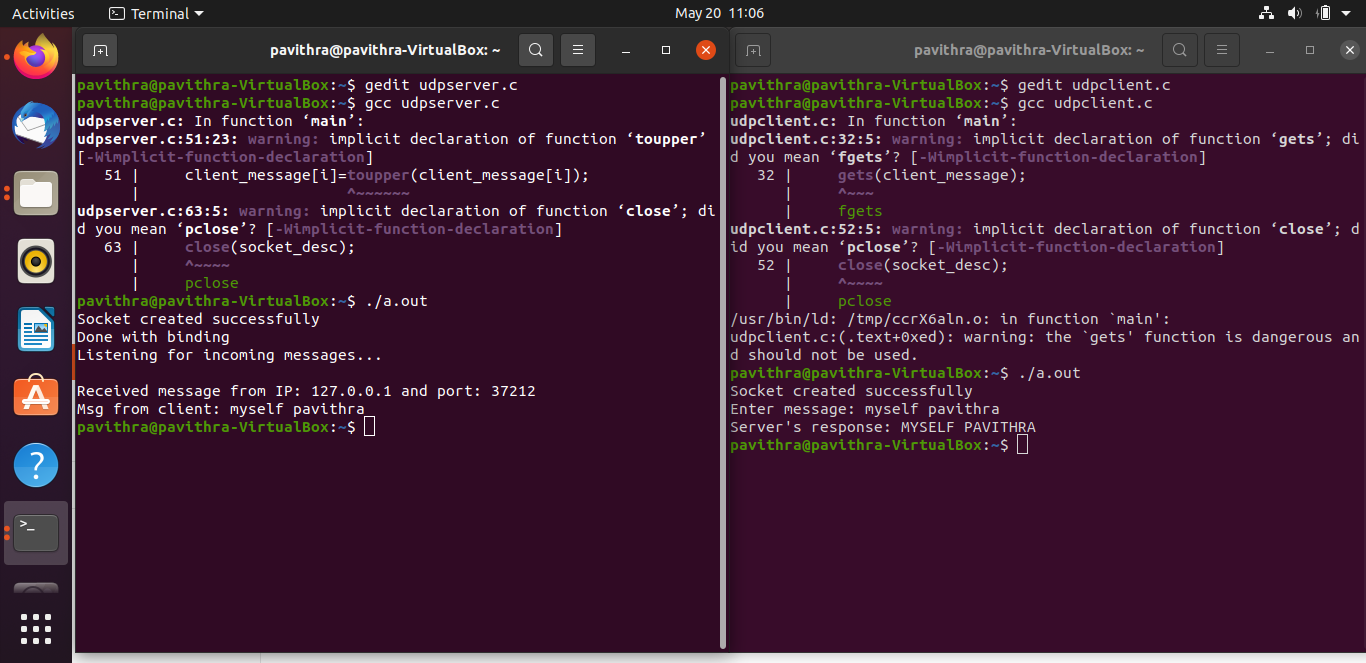 Activities
Terminal
May 20 11:06
pavithra@pavithra-VirtualBox: ~
pavithra@pavithra-VirtualBox:~$ gedit udpserver.c
pavithra@pavithra-VirtualBox:~$ gcc udpserver.c
udpserver.c: In function ‘main’:
udpserver.c:51:23: warning: implicit declaration of function ‘toupper’
[-Wimplicit-function-declaration]
   51 |     client_message[i]=toupper(client_message[i]);
      |                       ^~~~~~~
udpserver.c:63:5: warning: implicit declaration of function ‘close’; di
d you mean ‘pclose’? [-Wimplicit-function-declaration]
   63 |     close(socket_desc);
      |     ^~~~~
      |     pclose
pavithra@pavithra-VirtualBox:~$ ./a.out
Socket created successfully
Done with binding
Listening for incoming messages...
Received message from IP: 127.0.0.1 and port: 37212
Msg from client: myself pavithra
pavithra@pavithra-VirtualBox:~$
pavithra@pavithra-VirtualBox: ~
pavithra@pavithra-VirtualBox:~$ gedit udpclient.c
pavithra@pavithra-VirtualBox:~$ gcc udpclient.c
udpclient.c: In function ‘main’:
udpclient.c:32:5: warning: implicit declaration of function ‘gets’; di
d you mean ‘fgets’? [-Wimplicit-function-declaration]
   32 |     gets(client_message);
      |     ^~~~
      |     fgets
udpclient.c:52:5: warning: implicit declaration of function ‘close’; d
id you mean ‘pclose’? [-Wimplicit-function-declaration]
   52 |     close(socket_desc);
      |     ^~~~~
      |     pclose
/usr/bin/ld: /tmp/ccrX6aln.o: in function `main':
udpclient.c:(.text+0xed): warning: the `gets' function is dangerous an
d should not be used.
pavithra@pavithra-VirtualBox:~$ ./a.out
Socket created successfully
Enter message: myself pavithra
Server's response: MYSELF PAVITHRA
pavithra@pavithra-VirtualBox:~$